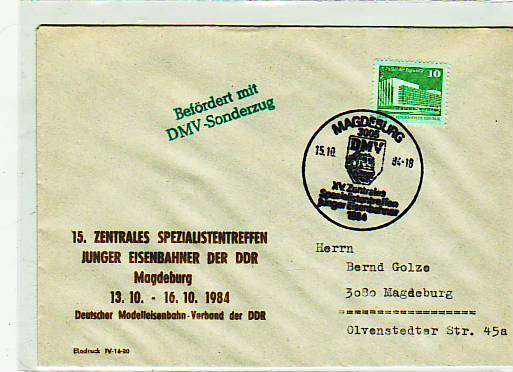 10
Befördert mit
DMV-Sonderzug
MAGDEBURG
3005
DMV
15.10. 84-18
XV. Zentrales
Spezialistentreffen
Junger Eisenbahner
1984
15. ZENTRALES SPEZIALISTENTREFFEN
JUNGER EISENBAHNER DER DDR
Magdeburg
13.10. - 16.10. 1984
Deutscher Modelleisenbahn-Verband der DDR
Herrn
Bernd Golze
3080 Magdeburg
Olvenstedter Str. 45a